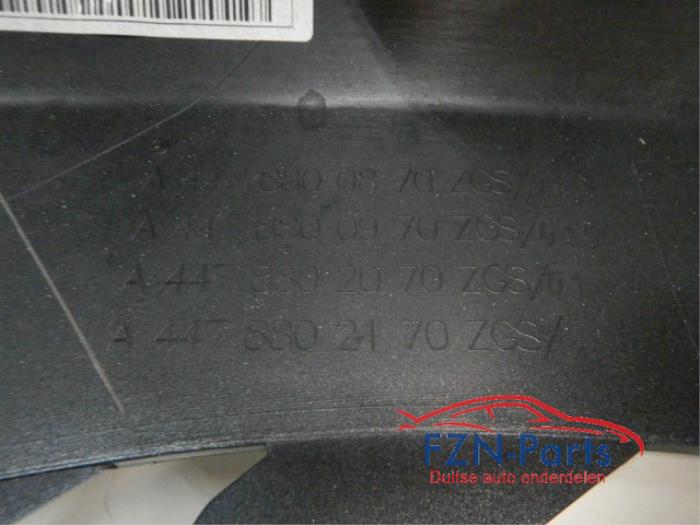 A 447 880 08 70 ZGS/
A 447 880 09 70 ZGS/
A 447 880 20 70 ZGS/
A 447 880 21 70 ZGS/
FZN-Parts
Duitse auto onderdelen